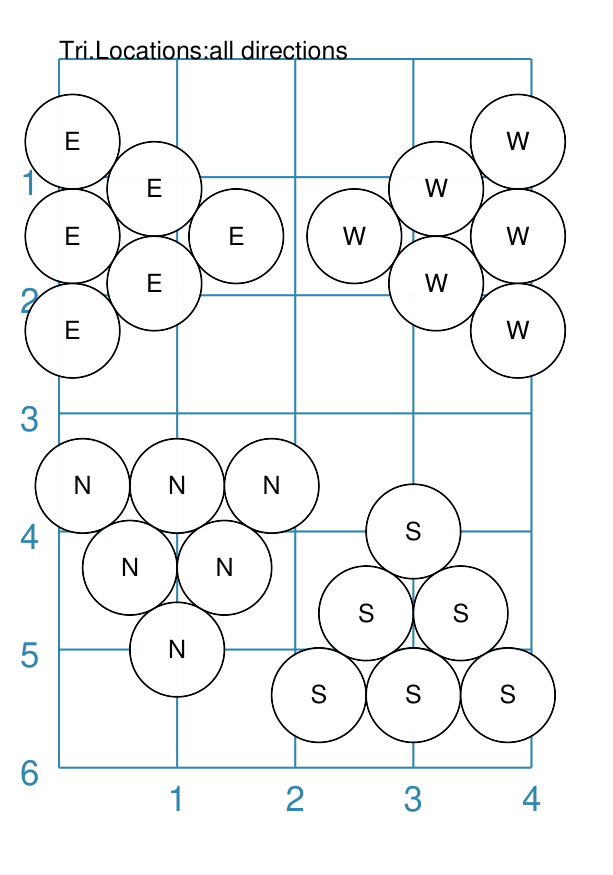 Tri.Locations:all directions
E W
E W
1
E W W E
E W
2
E W
3
N N N
4 S
N N
S S
5 N
S S S
6
1 2 3 4